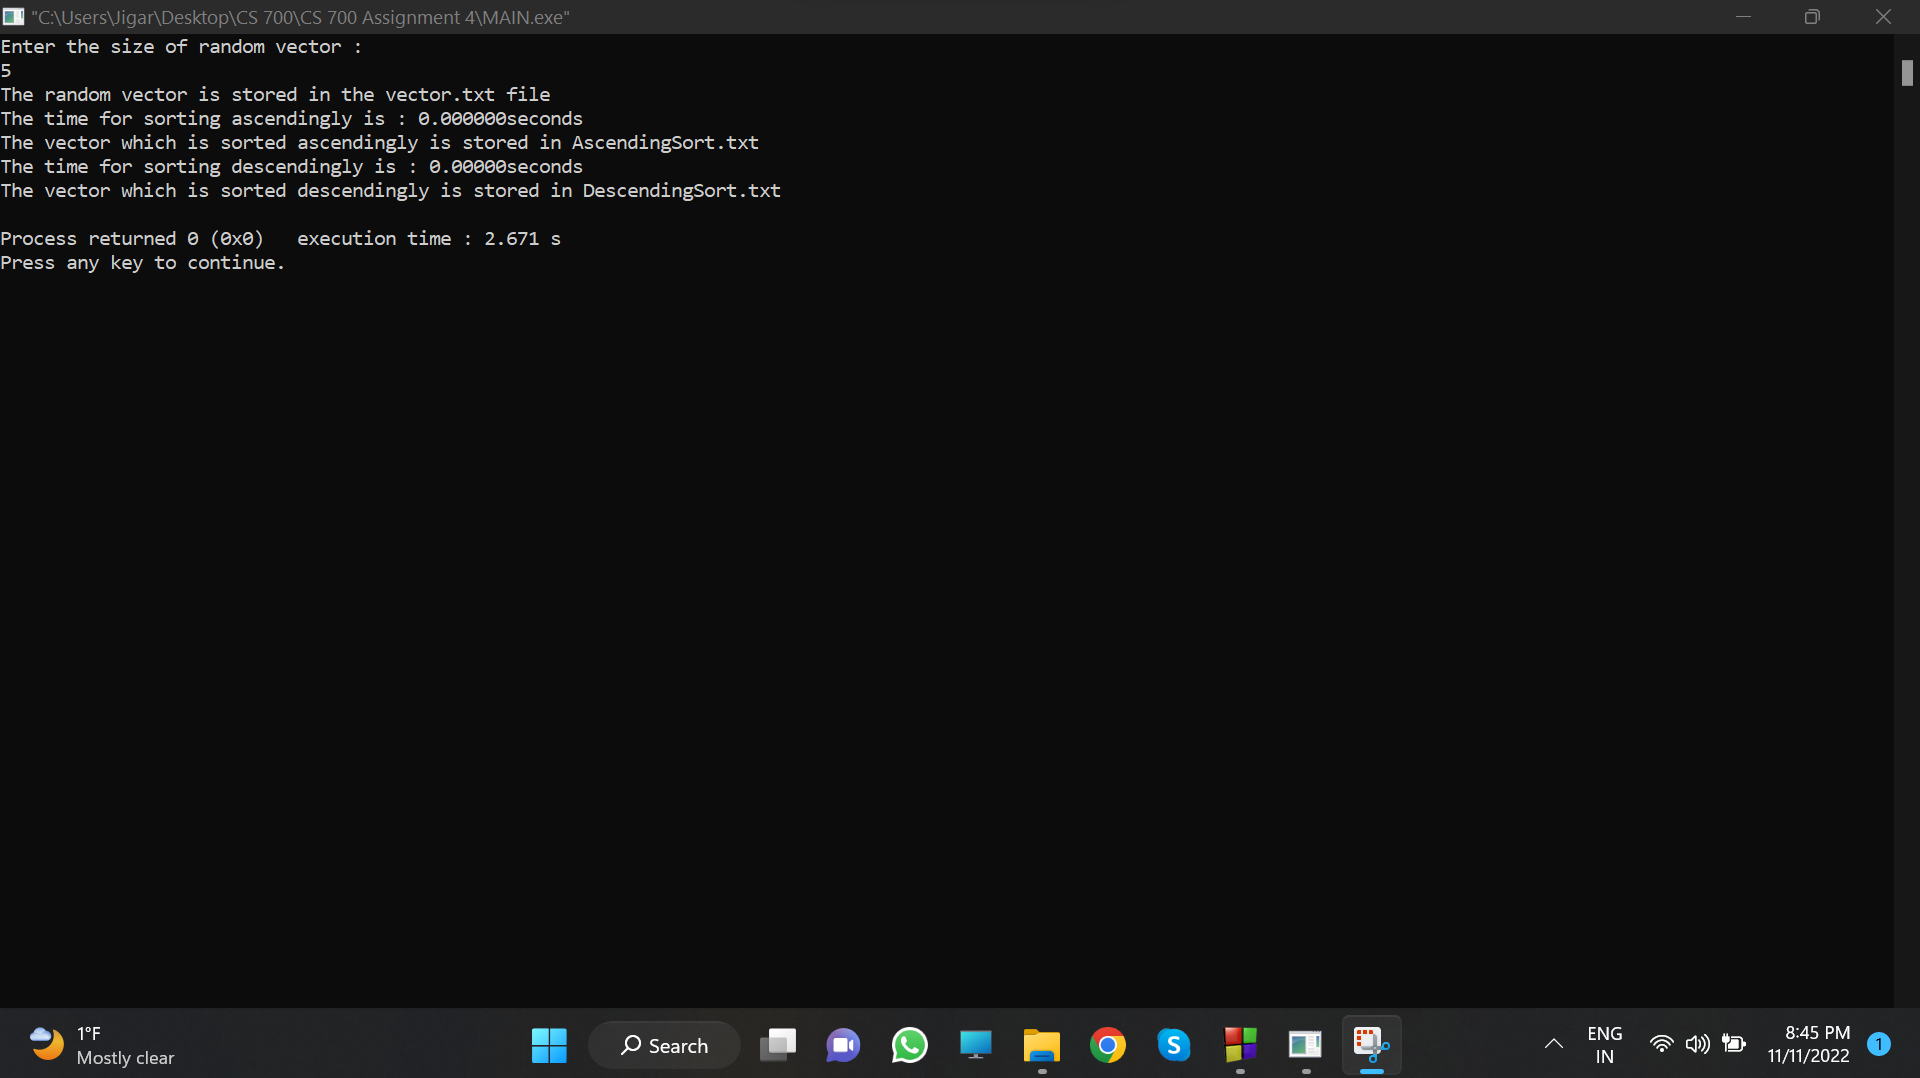 "C:\Users\Jigar\Desktop\CS 700\CS 700 Assignment 4\MAIN.exe"
Enter the size of random vector :
5
The random vector is stored in the vector.txt file
The time for sorting ascendingly is : 0.000000seconds
The vector which is sorted ascendingly is stored in AscendingSort.txt
The time for sorting descendingly is : 0.00000seconds
The vector which is sorted descendingly is stored in DescendingSort.txt
Process returned 0 (0x0)   execution time : 2.671 s
Press any key to continue.
1°F
Mostly clear
Search
S
ENG
IN
8:45 PM
11/11/2022
1